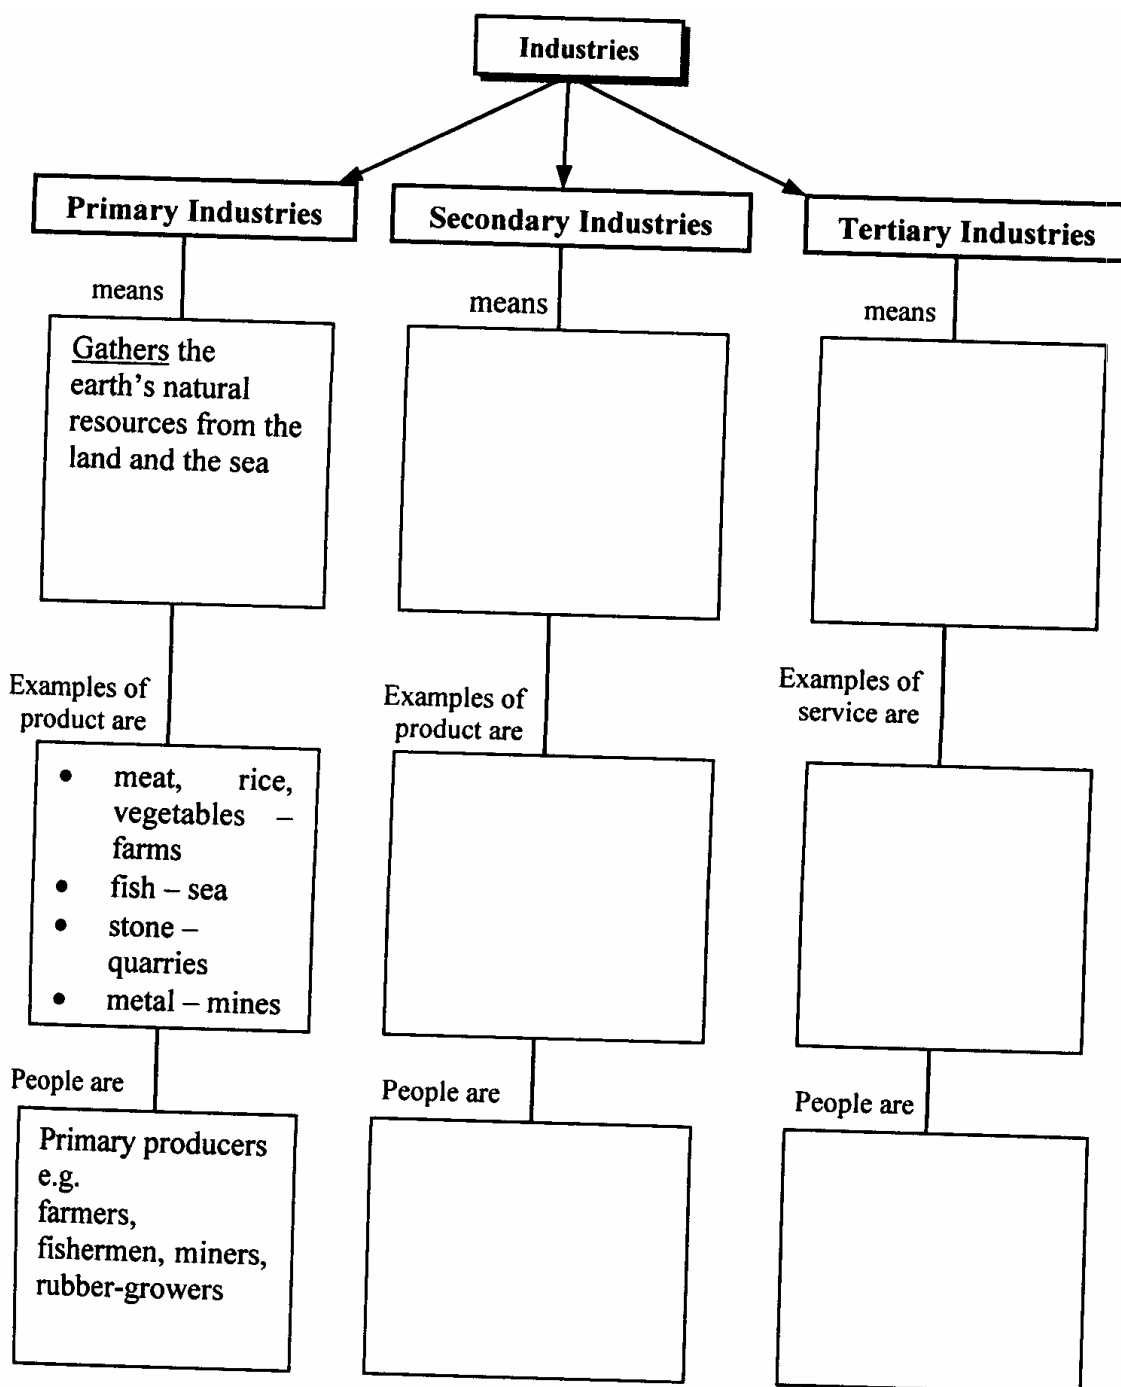 Industries
Primary Industries
Secondary Industries
Tertiary Industries
means
means
means
Gathers the
earth's natural
resources from the
land and the sea
Examples of
product are
Examples of
product are
Examples of
service are
• meat, rice,
vegetables –
farms
• fish – sea
• stone –
quarries
• metal – mines
People are
People are
People are
Primary producers
e.g.
farmers,
fishermen, miners,
rubber-growers